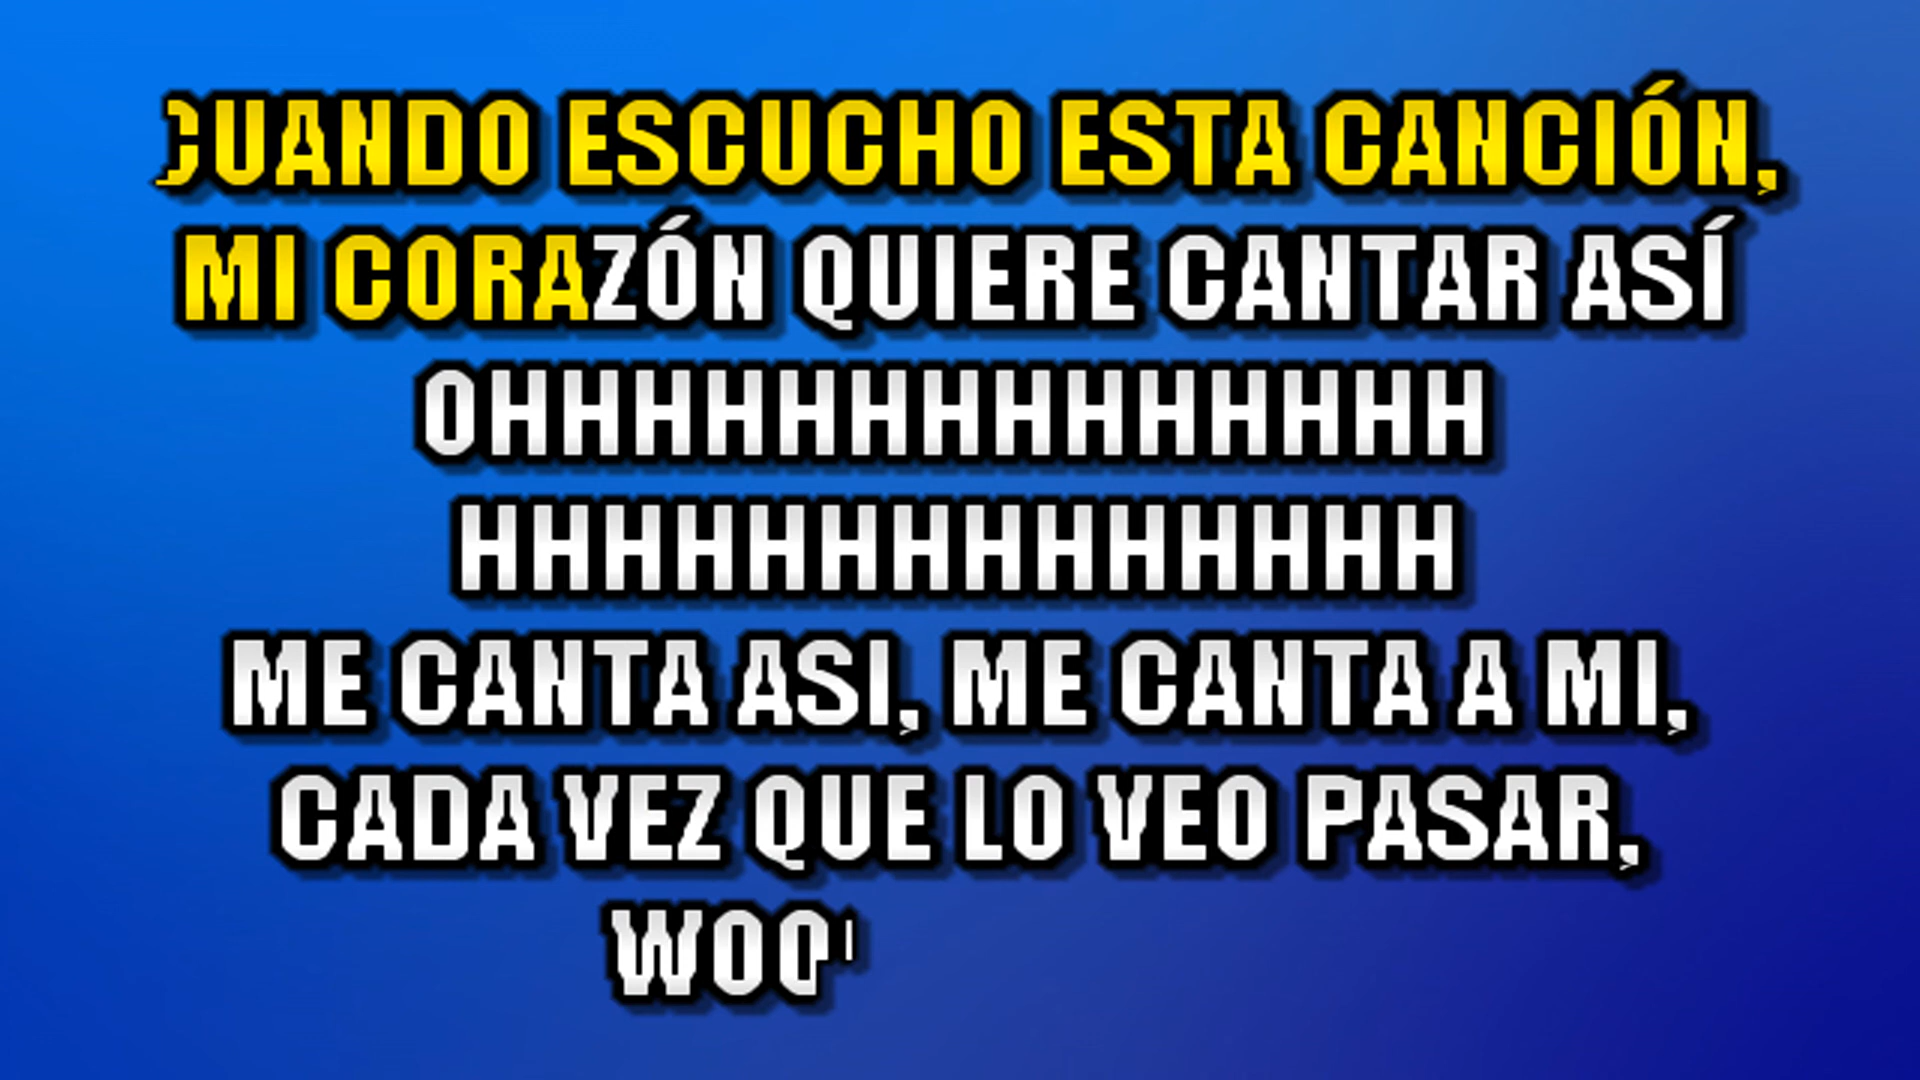 CUANDO ESCUCHO ESTA CANCIÓN,
MI CORAZÓN QUIERE CANTAR ASÍ
OHHHHHHHHHHHHHH
HHHHHHHHHHHHHH
ME CANTA ASI, ME CANTA A MI,
CADA VEZ QUE LO VEO PASAR,
WOO